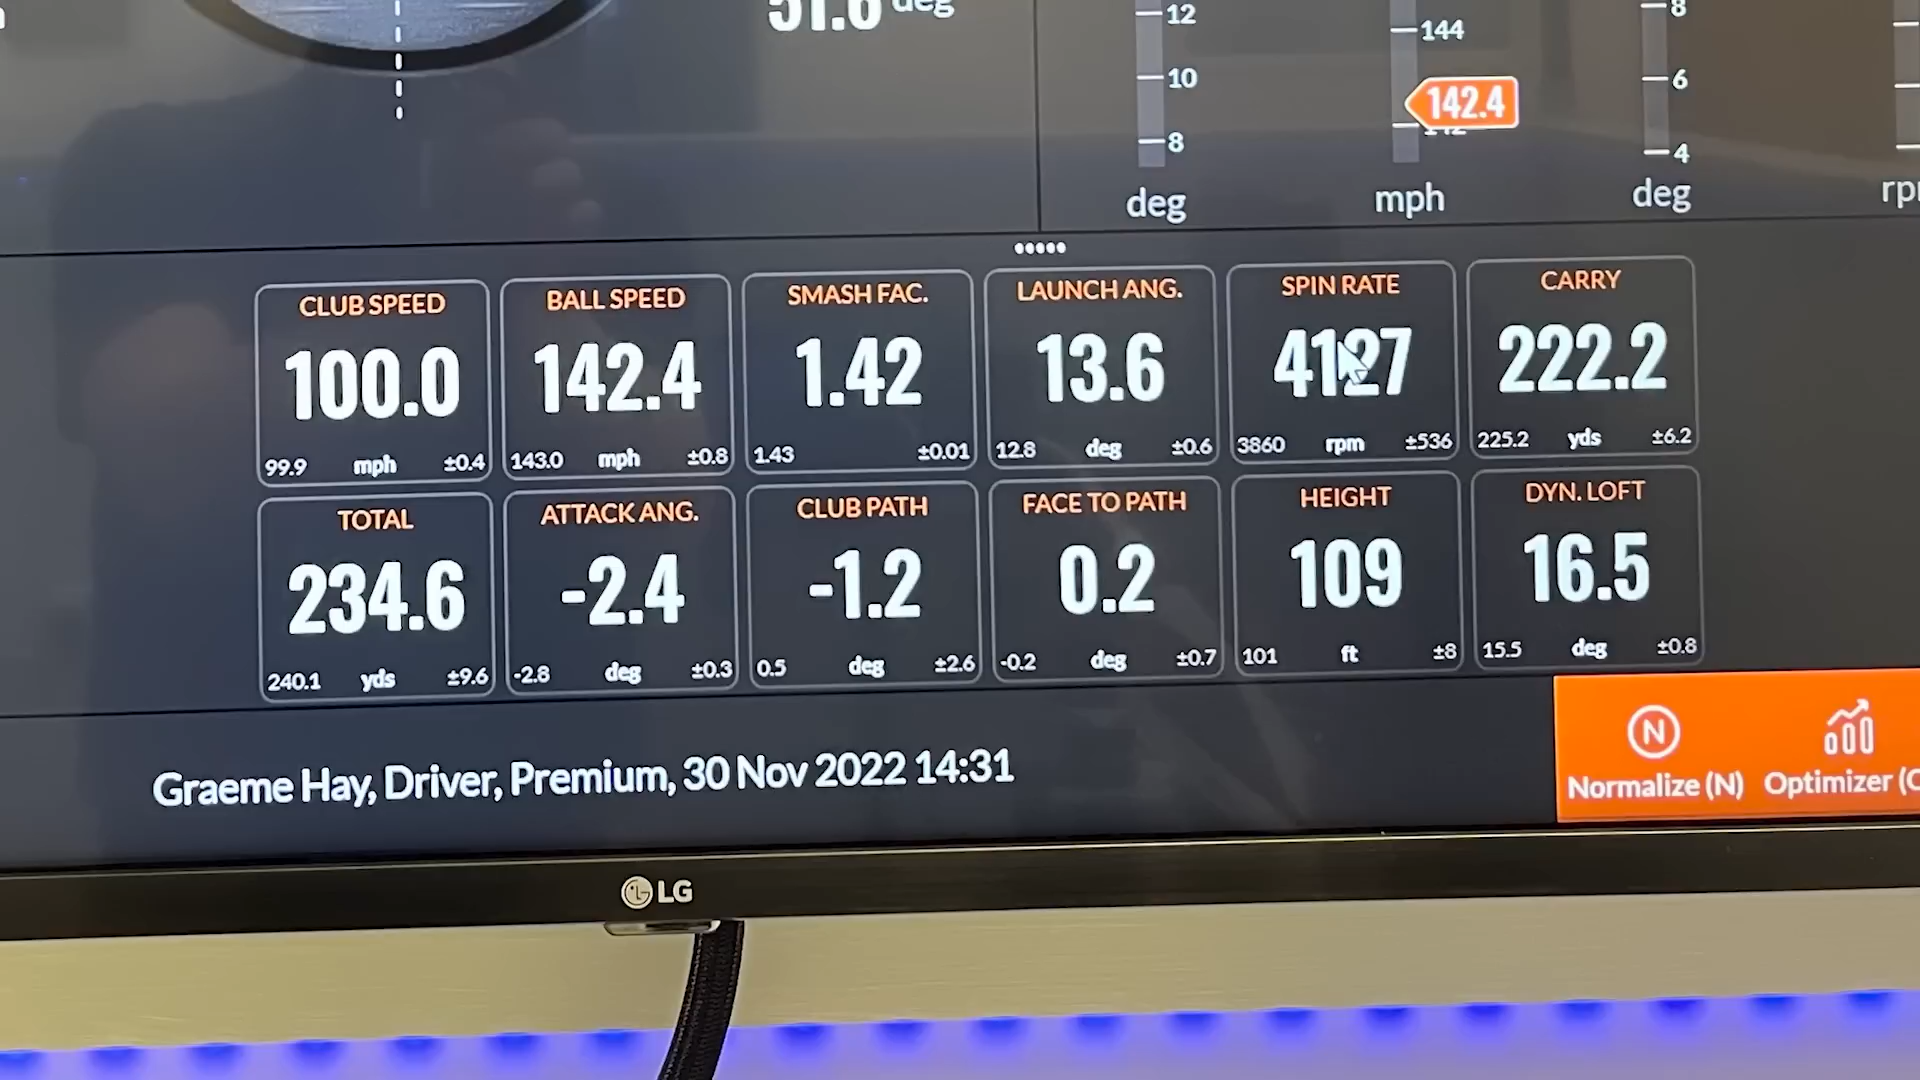 51.6 deg
12
10
8
deg
144
142.4
mph
8
6
4
deg
CLUB SPEED
100.0
99.9 mph ±0.4
BALL SPEED
142.4
143.0 mph ±0.8
SMASH FAC.
1.42
1.43 ±0.01
LAUNCH ANG.
13.6
12.8 deg ±0.6
SPIN RATE
4127
3860 rpm ±536
CARRY
222.2
225.2 yds ±6.2
TOTAL
234.6
240.1 yds ±9.6
ATTACK ANG.
-2.4
-2.8 deg ±0.3
CLUB PATH
-1.2
0.5 deg ±2.6
FACE TO PATH
0.2
-0.2 deg ±0.7
HEIGHT
109
101 ft ±8
DYN. LOFT
16.5
15.5 deg ±0.8
Graeme Hay, Driver, Premium, 30 Nov 2022 14:31
N
Normalize (N)
Optimizer
LG